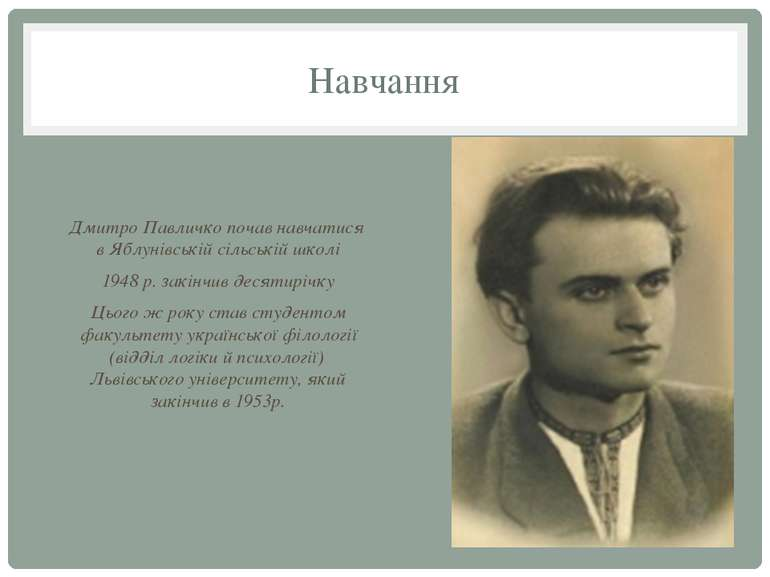 Навчання
Дмитро Павличко почав навчатися
в Яблунівській сільській школі
1948 р. закінчив десятирічку
Цього ж року став студентом
факультету української філології
(відділ логіки й психології)
Львівського університету, який
закінчив в 1953р.